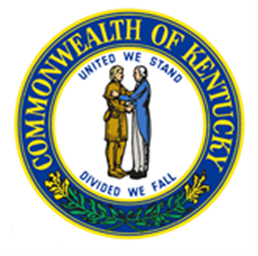 COMMONWEALTH OF KENTUCKY
UNITED WE STAND
DIVIDED WE FALL